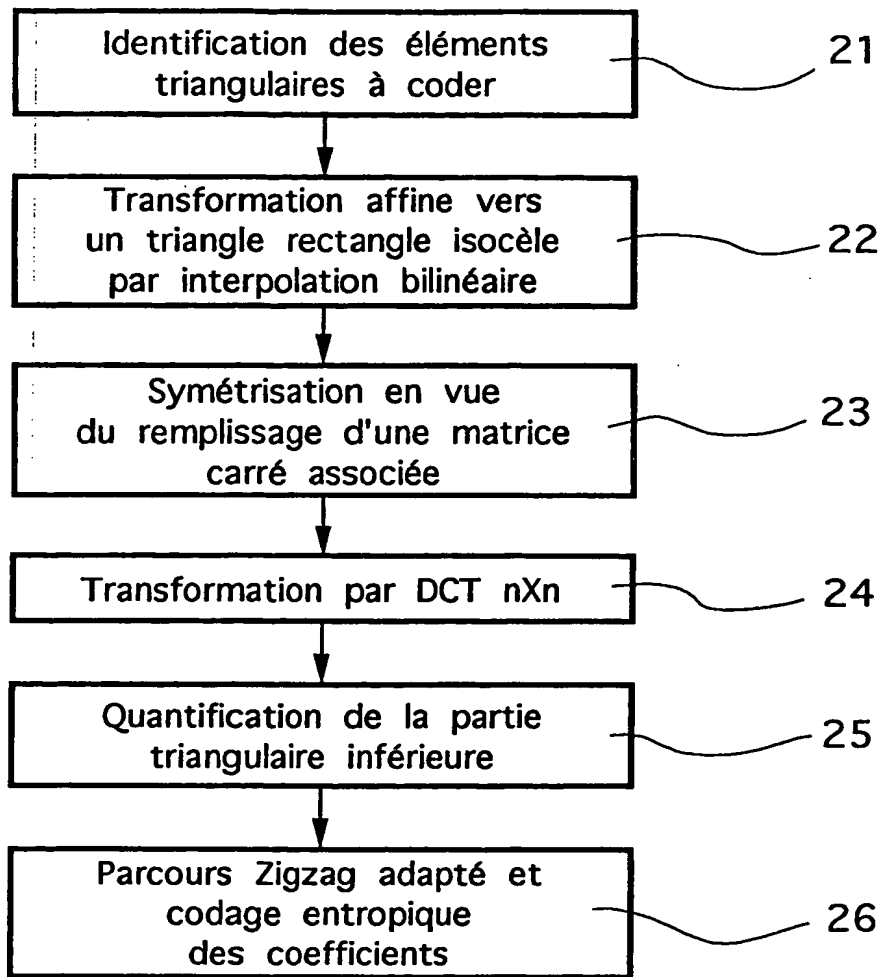 Identification des éléments
triangulaires à coder
21
Transformation affine vers
un triangle rectangle isocèle
par interpolation bilinéaire
22
Symétrisation en vue
du remplissage d'une matrice
carré associée
23
Transformation par DCT nXn
24
Quantification de la partie
triangulaire inférieure
25
Parcours Zigzag adapté et
codage entropique
des coefficients
26